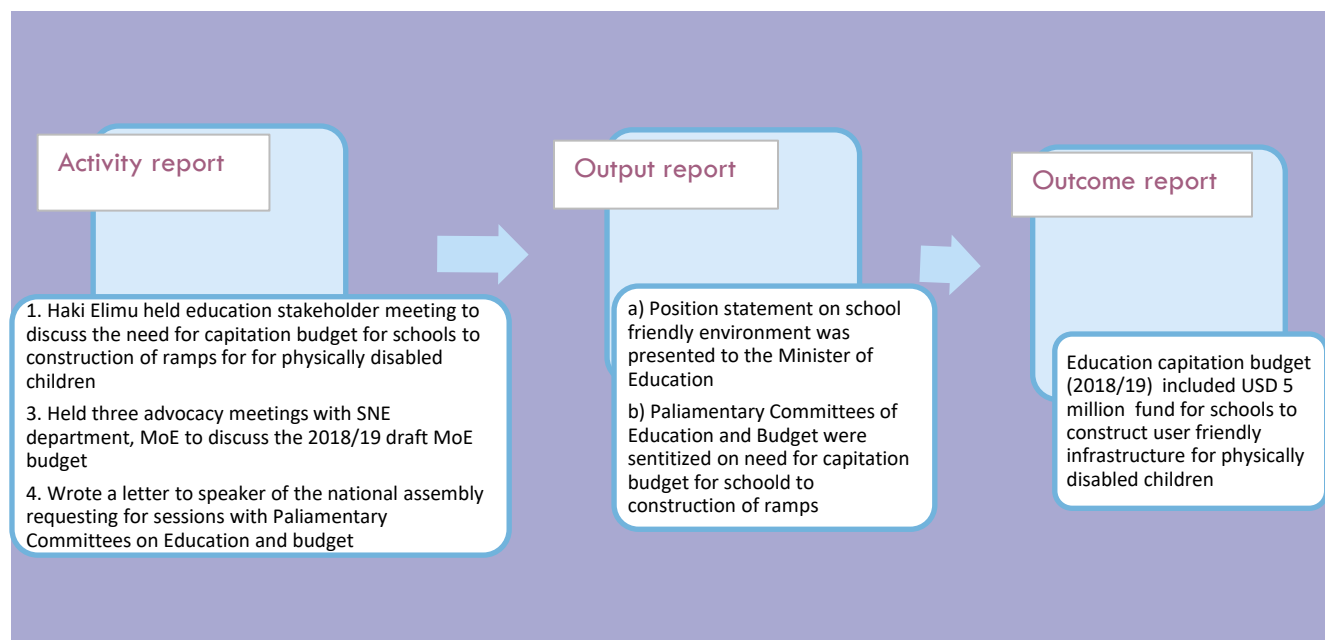 Activity report
1. Haki Elimu held education stakeholder meeting to
discuss the need for capitation budget for schools to
construction of ramps for for physically disabled
children
3. Held three advocacy meetings with SNE
department, MoE to discuss the 2018/19 draft MoE
budget
4. Wrote a letter to speaker of the national assembly
requesting for sessions with Paliamentary
Committees on Education and budget
Output report
a) Position statement on school
friendly environment was
presented to the Minister of
Education
b) Paliamentary Committees of
Education and Budget were
sentitized on need for capitation
budget for schoold to
construction of ramps
Outcome report
Education capitation budget
(2018/19) included USD 5
million fund for schools to
construct user friendly
infrastructure for physically
disabled children